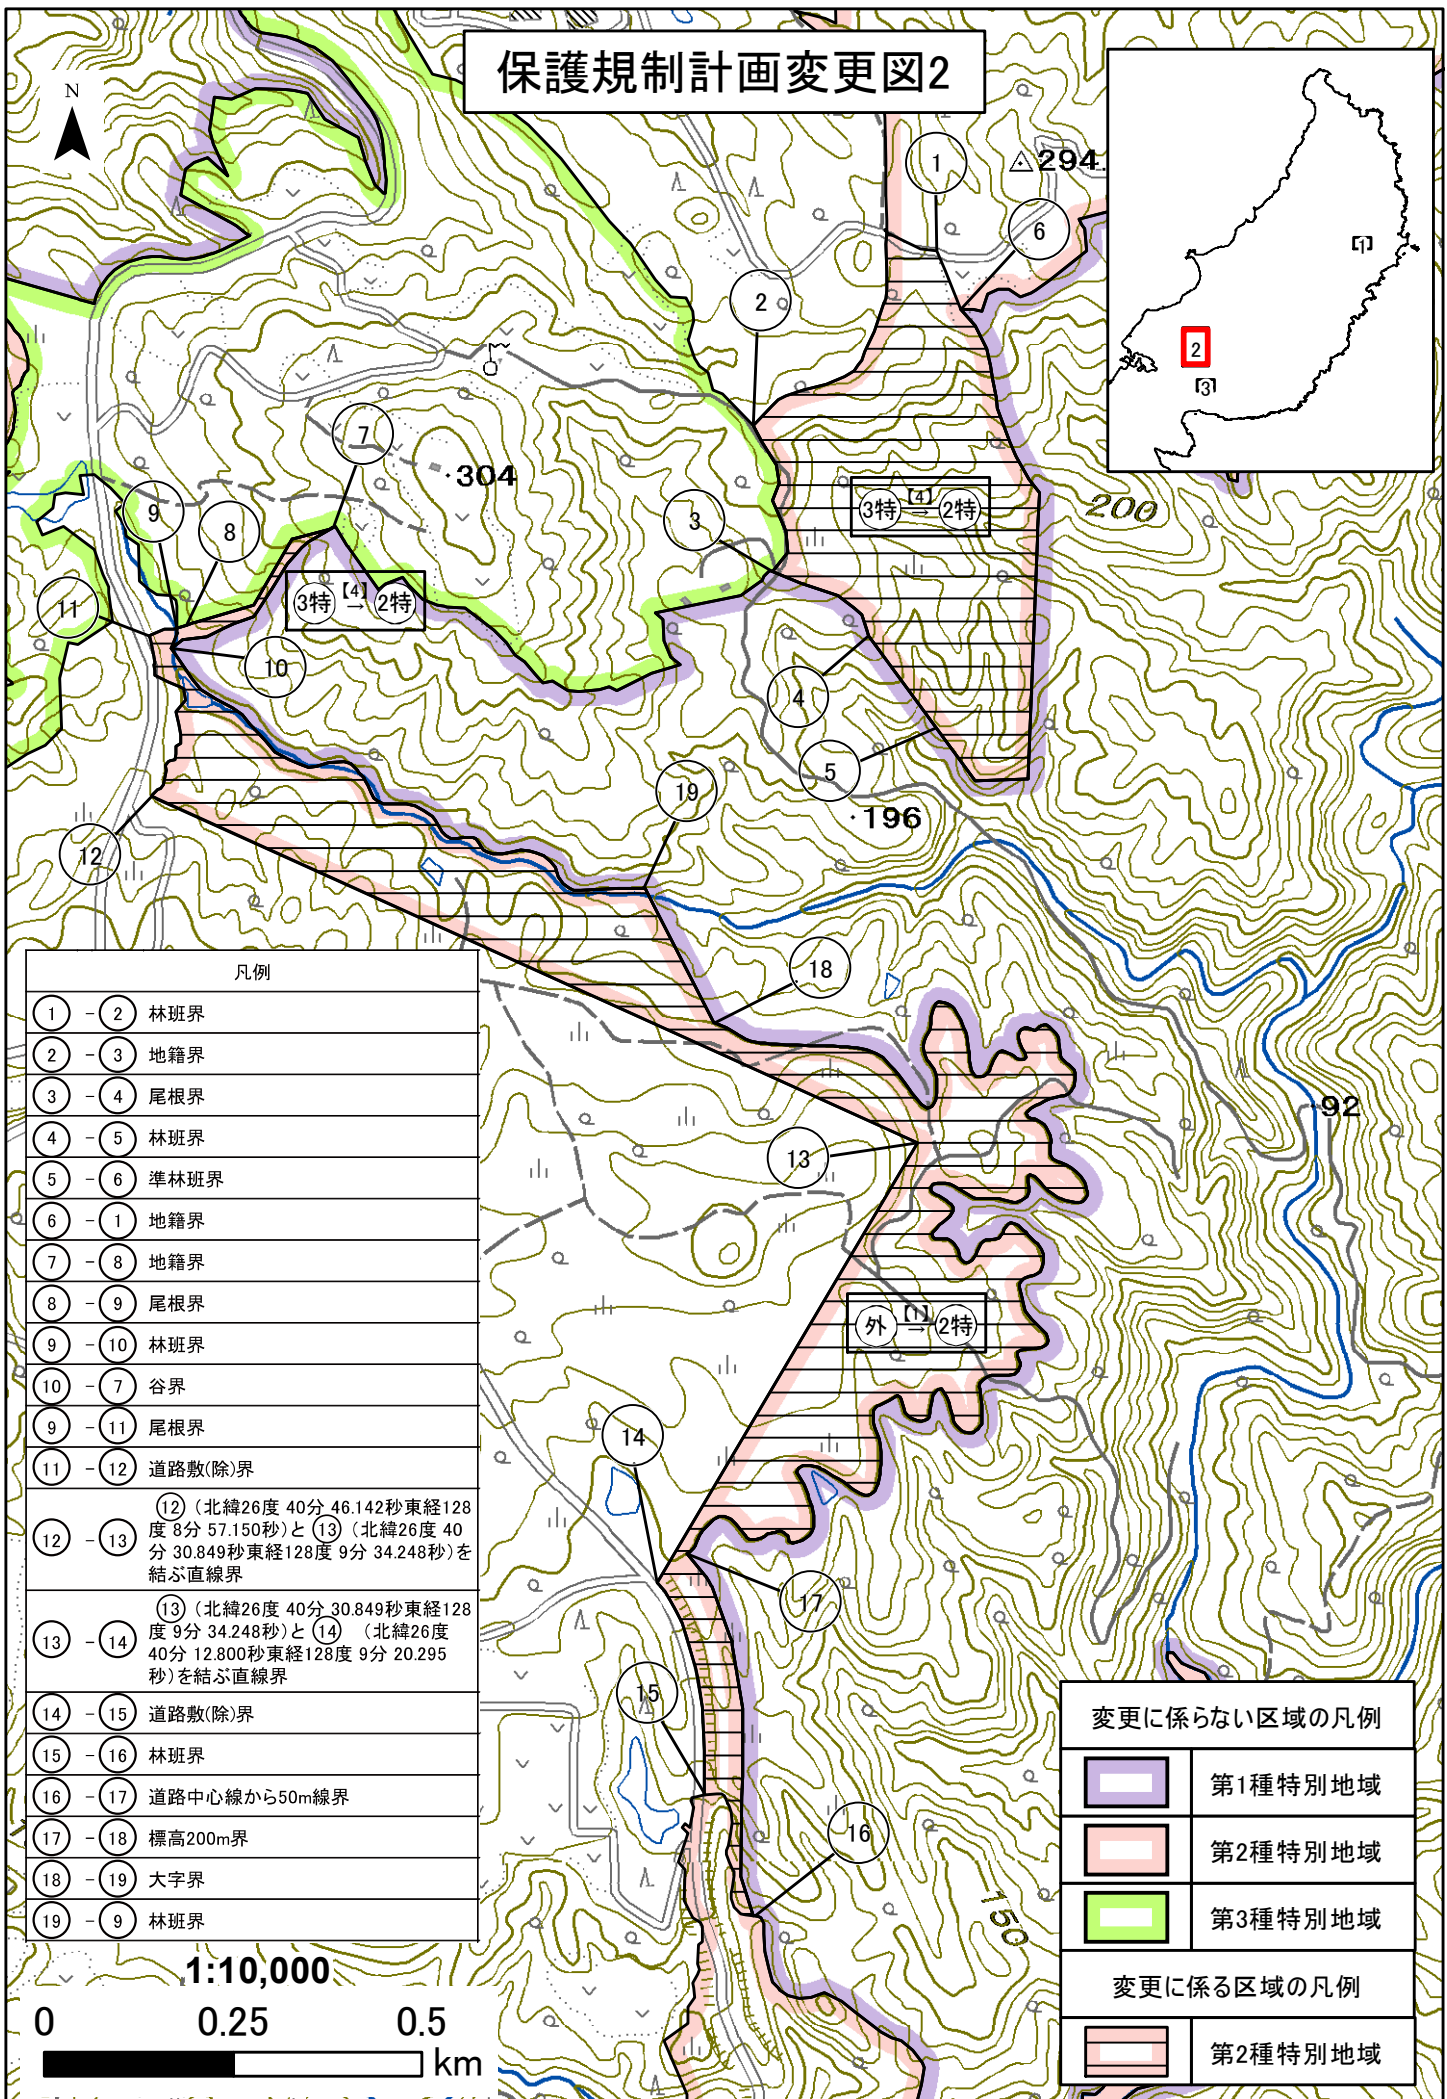 保護規制計画変更図2
N
1
294.
6
2
[1]
2
[3]
7
304
3
3特 【4】→ 2特
200
9
8
11
3特 【4】→ 2特
10
4
5
19
196
12
18
92
13
外 【1】→ 2特
14
17
15
16
150
凡例
① - ② 林班界
② - ③ 地籍界
③ - ④ 尾根界
④ - ⑤ 林班界
⑤ - ⑥ 準林班界
⑥ - ① 地籍界
⑦ - ⑧ 地籍界
⑧ - ⑨ 尾根界
⑨ - ⑩ 林班界
⑩ - ⑦ 谷界
⑨ - ⑪ 尾根界
⑪ - ⑫ 道路敷(除)界
⑫ - ⑬
⑫ (北緯26度 40分 46.142秒東経128
度 8分 57.150秒)と ⑬ (北緯26度 40
分 30.849秒東経128度 9分 34.248秒)を
結ぶ直線界
⑬ - ⑭
⑬ (北緯26度 40分 30.849秒東経128
度 9分 34.248秒)と ⑭ (北緯26度
40分 12.800秒東経128度 9分 20.295
秒)を結ぶ直線界
⑭ - ⑮ 道路敷(除)界
⑮ - ⑯ 林班界
⑯ - ⑰ 道路中心線から50m線界
⑰ - ⑱ 標高200m界
⑱ - ⑲ 大字界
⑲ - ⑨ 林班界
1:10,000
0 0.25 0.5
km
変更に係らない区域の凡例
第1種特別地域
第2種特別地域
第3種特別地域
変更に係る区域の凡例
第2種特別地域